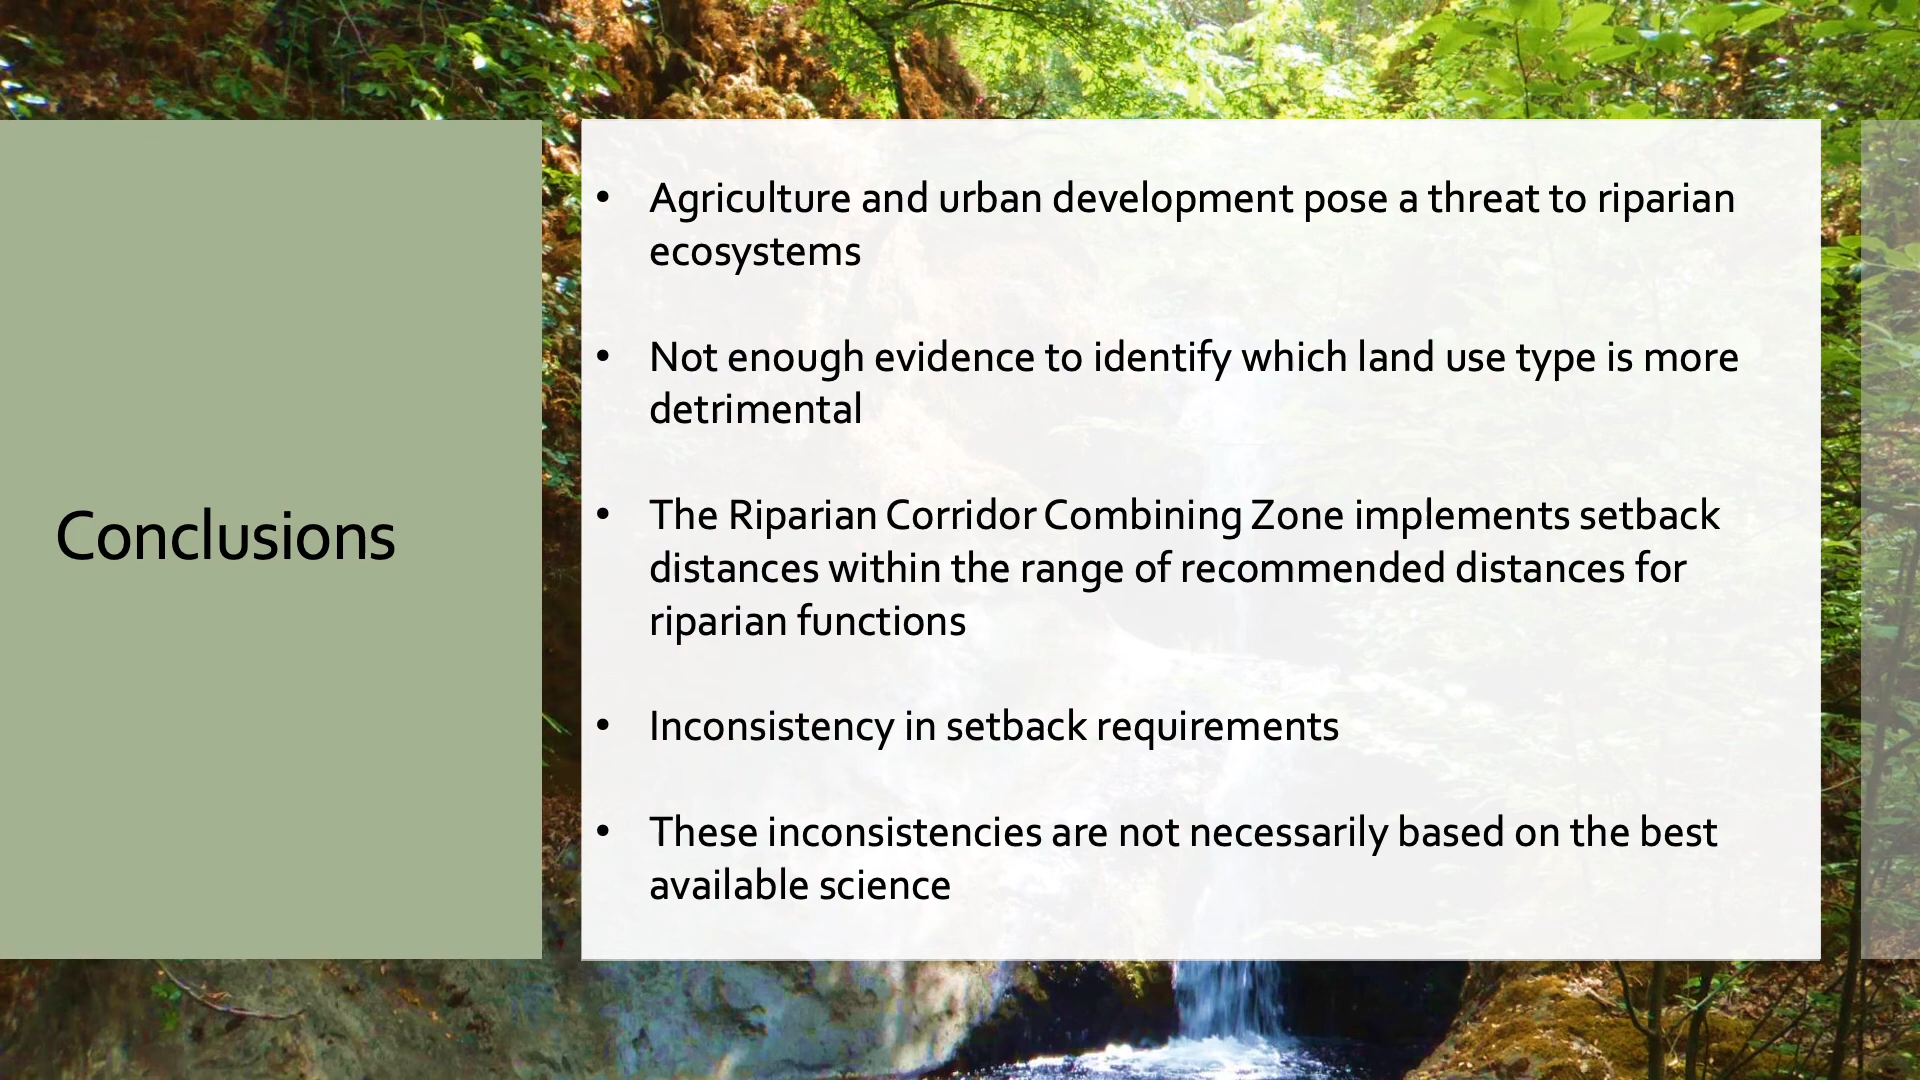 Conclusions
• Agriculture and urban development pose a threat to riparian
ecosystems
• Not enough evidence to identify which land use type is more
detrimental
• The Riparian Corridor Combining Zone implements setback
distances within the range of recommended distances for
riparian functions
• Inconsistency in setback requirements
• These inconsistencies are not necessarily based on the best
available science